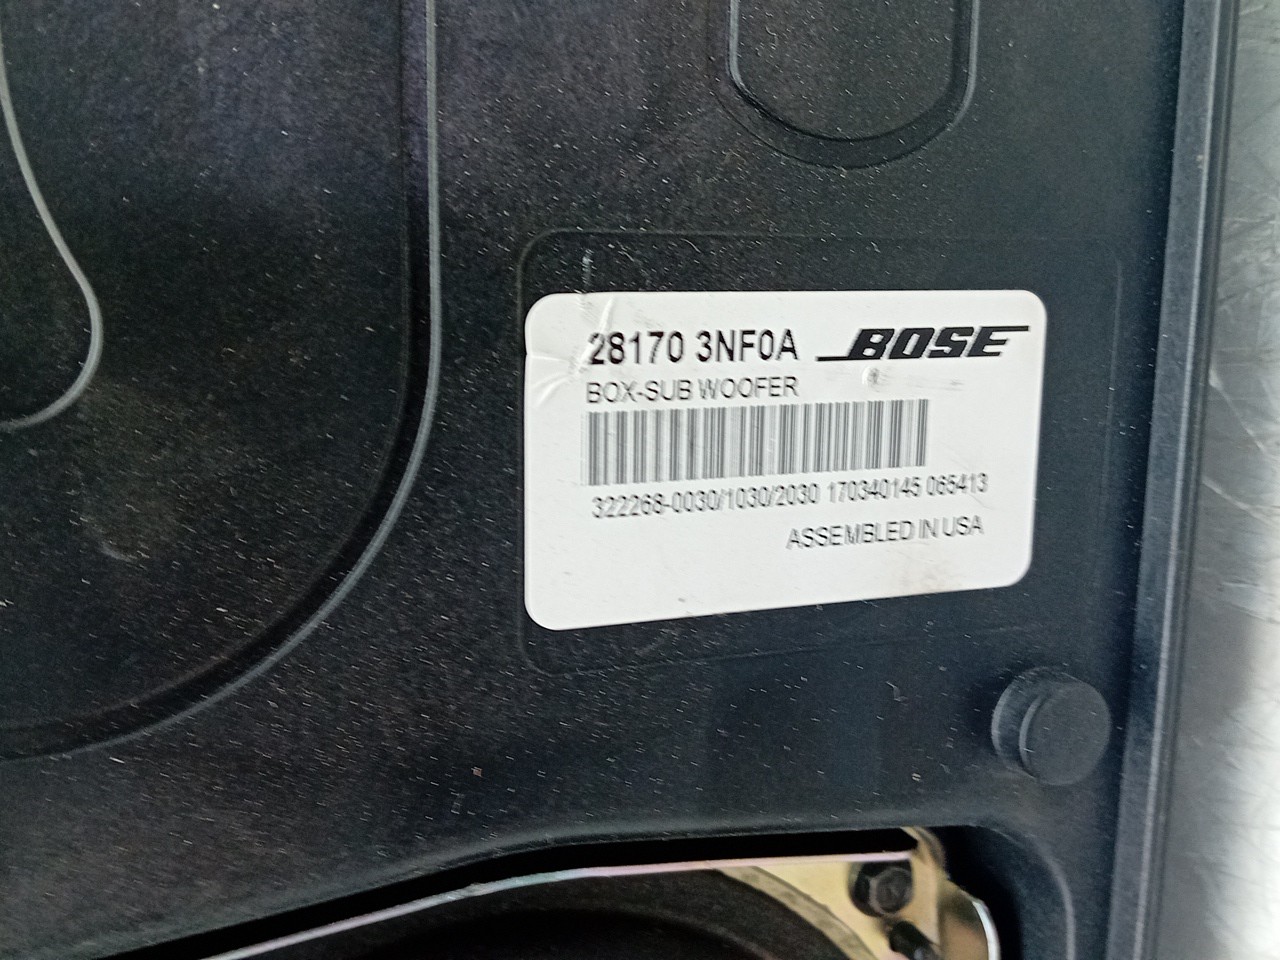 28170 3NF0A BOSE
BOX-SUB WOOFER
322268-0030/1030/2030 170340145 065413
ASSEMBLED IN USA